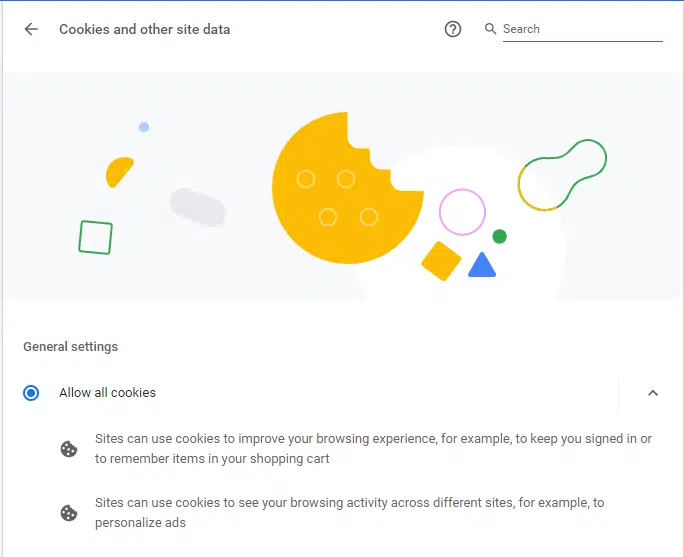 Cookies and other site data
Search
General settings
Allow all cookies
Sites can use cookies to improve your browsing experience, for example, to keep you signed in or
to remember items in your shopping cart
Sites can use cookies to see your browsing activity across different sites, for example, to
personalize ads